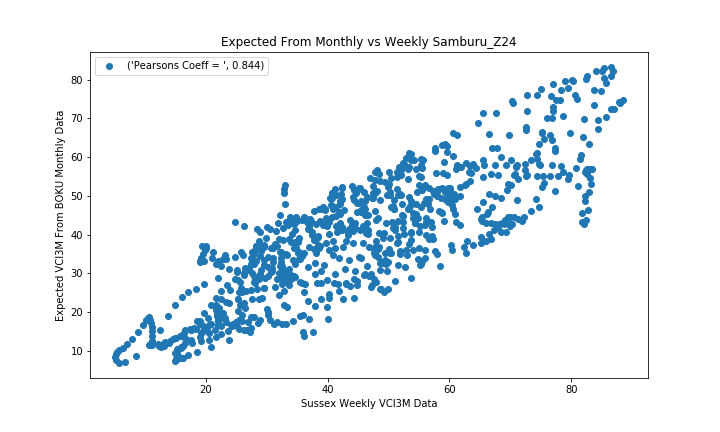 Expected From Monthly vs Weekly Samburu_Z24
('Pearsons Coeff = ', 0.844)
Expected VCI3M From BOKU Monthly Data
80
70
60
50
40
30
20
10
20 40 60 80
Sussex Weekly VCI3M Data